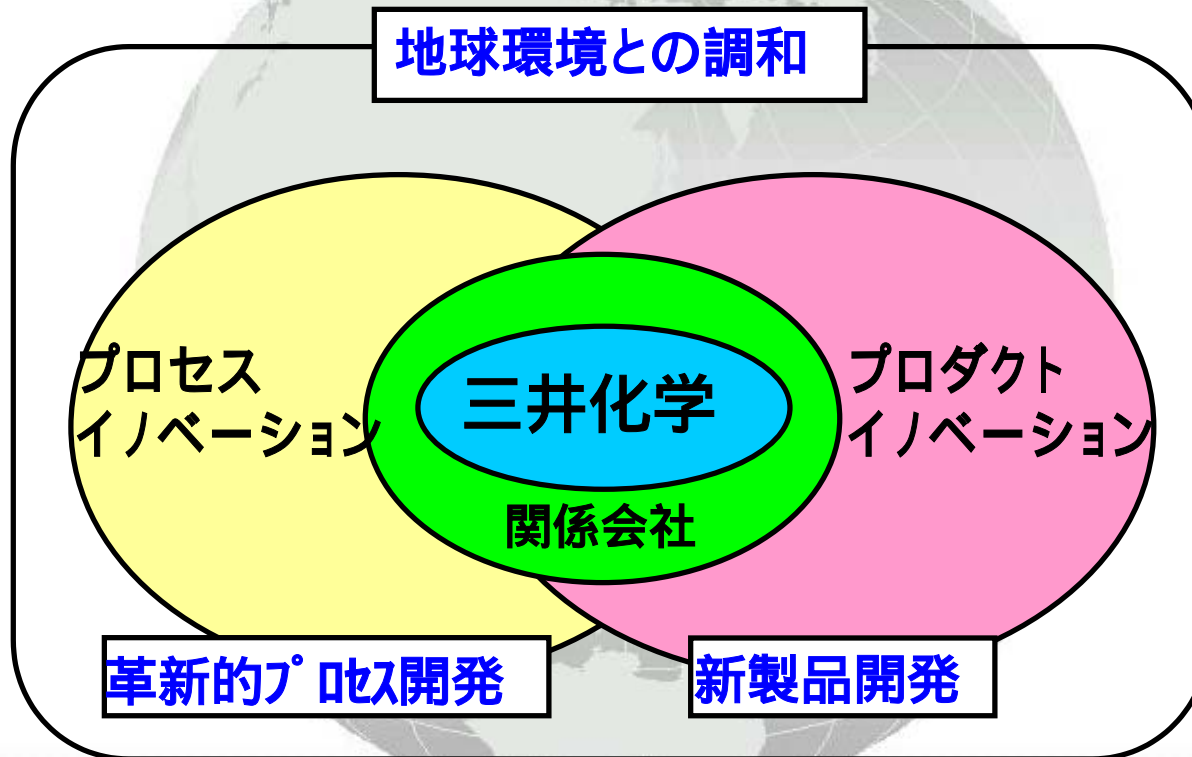 地球環境との調和
プロセス
イノベーション
三井化学
関係会社
プロダクト
イノベーション
革新的ﾌﾟﾛｾｽ開発
新製品開発